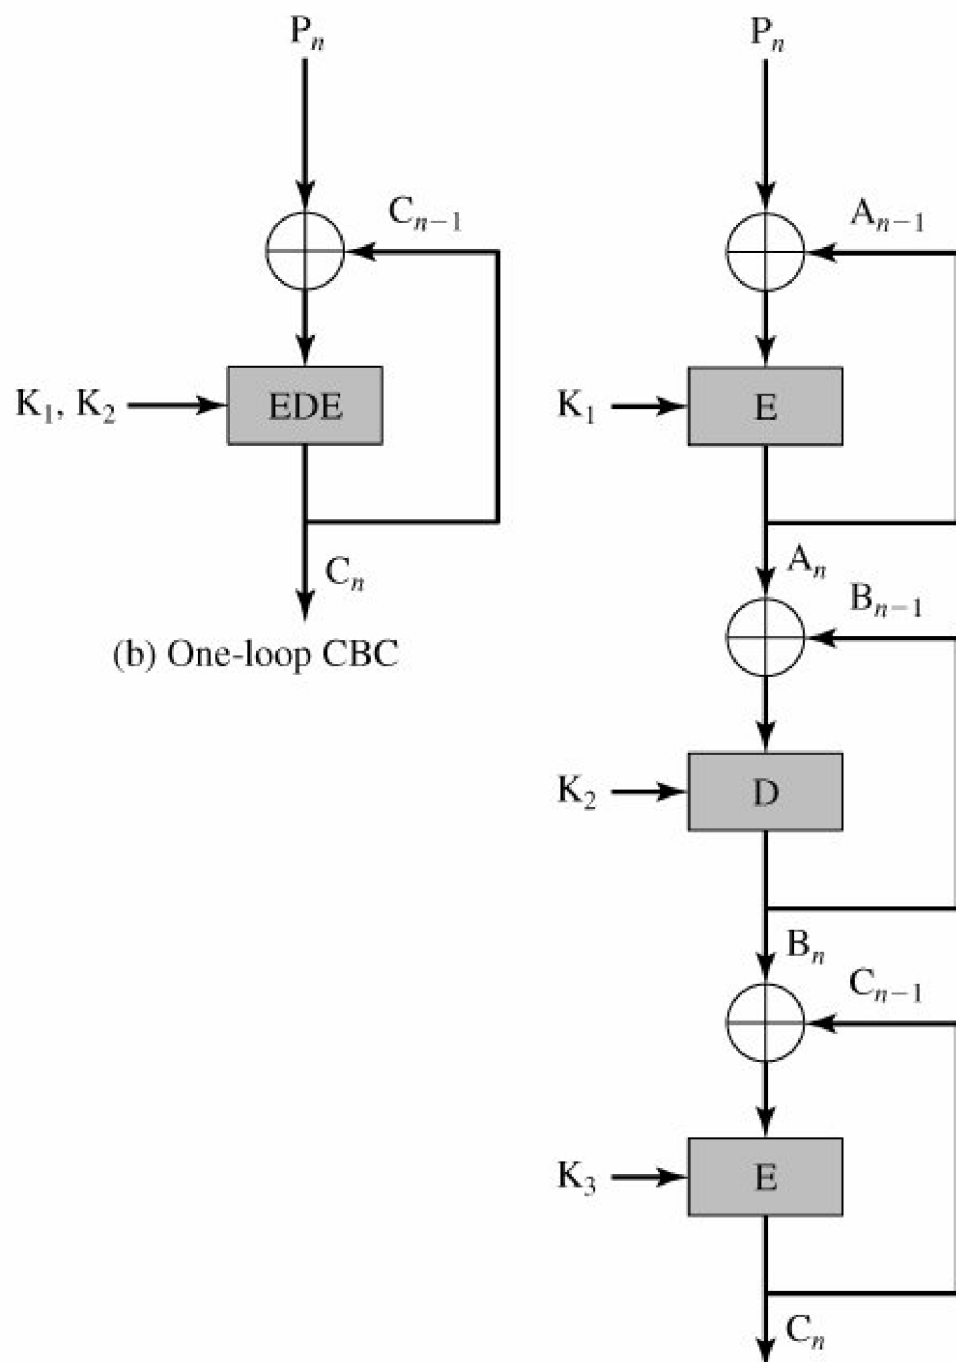 Pn
Cn−1
K1, K2
EDE
Cn
(b) One-loop CBC
Pn
An−1
K1
E
An
Bn−1
K2
D
Bn
Cn−1
K3
E
Cn